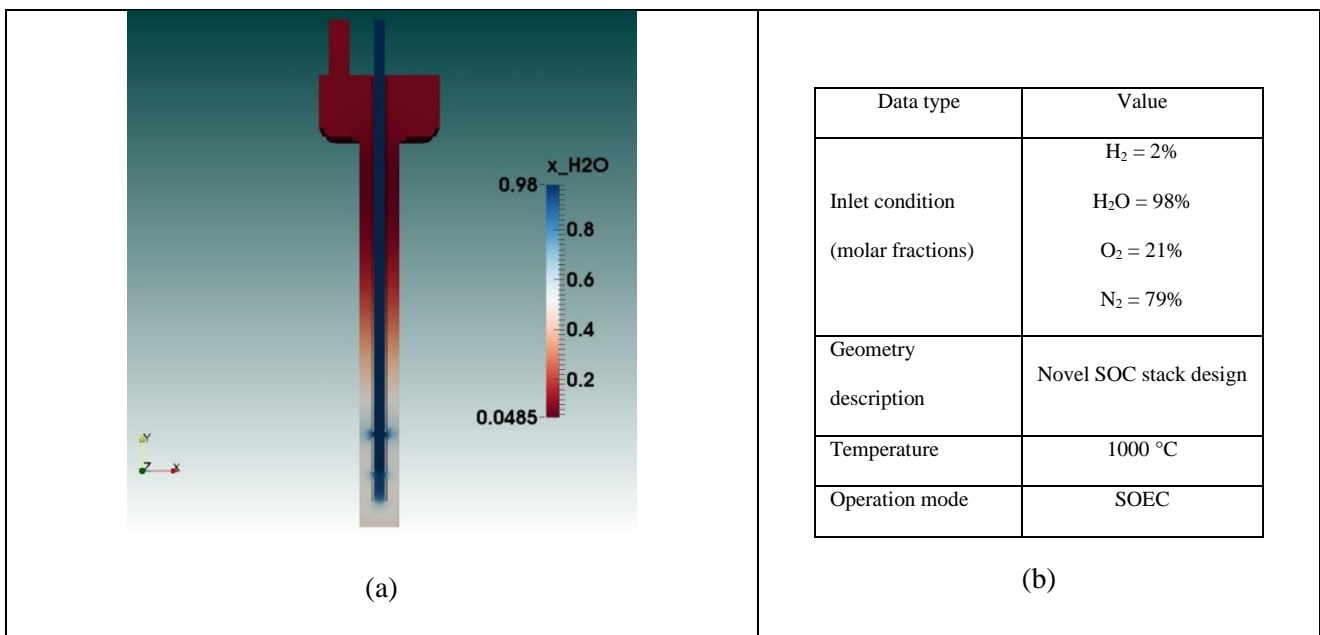 x_H2O
0.98
0.8
0.6
0.4
0.2
0.0485
Y
Z
X
(a)
Data type
Value
Inlet condition
(molar fractions)
H₂ = 2%
H₂O = 98%
O₂ = 21%
N₂ = 79%
Geometry
description
Novel SOC stack design
Temperature
1000 °C
Operation mode
SOEC
(b)